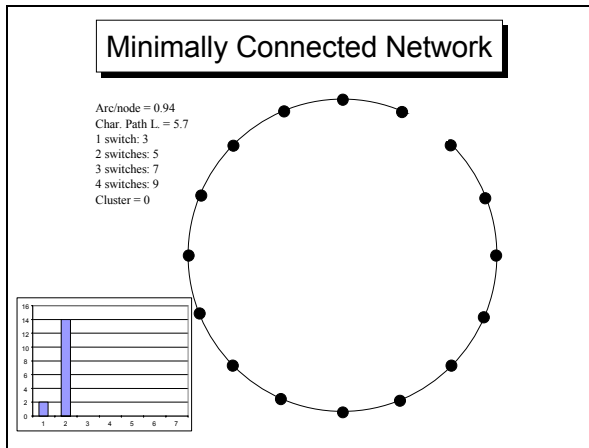 Minimally Connected Network
Arc/node = 0.94
Char. Path L. = 5.7
1 switch: 3
2 switches: 5
3 switches: 7
4 switches: 9
Cluster = 0
16
14
12
10
8
6
4
2
0
1 2 3 4 5 6 7